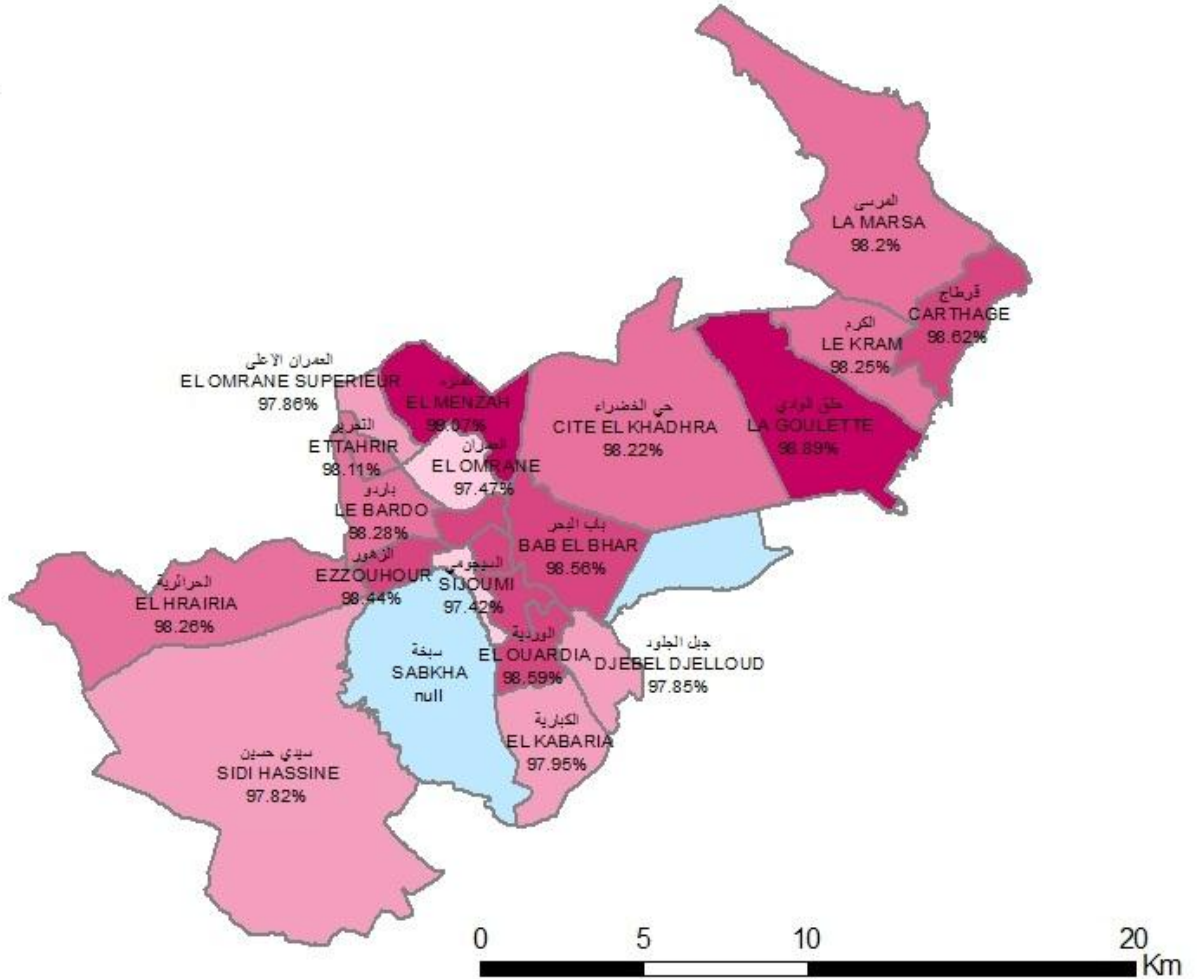 المرسى
LA MARSA
98.2%
قرطاج
CARTHAGE
98.62%
الكرم
LE KRAM
98.25%
حلق الوادي
LA GOULETTE
98.89%
حي الخضراء
CITE EL KHADHRA
98.22%
العمران الاعلى
EL OMRANE SUPERIEUR
97.86%
المنزه
EL MENZAH
99.07%
التحرير
ETTAHRIR
98.11%
العمران
EL OMRANE
97.47%
باردو
LE BARDO
98.28%
باب البحر
BAB EL BHAR
98.56%
الزهور
EZZOUHOUR
98.44%
السيجومي
SIJOUMI
97.42%
الحرائرية
EL HRAIRIA
98.26%
الوردية
EL OUARDIA
98.59%
جبل الجلود
DJEBEL DJELLOUD
97.85%
سبخة
SABKHA
null
الكبارية
EL KABARIA
97.95%
سيدي حسين
SIDI HASSINE
97.82%
0 5 10 20
Km